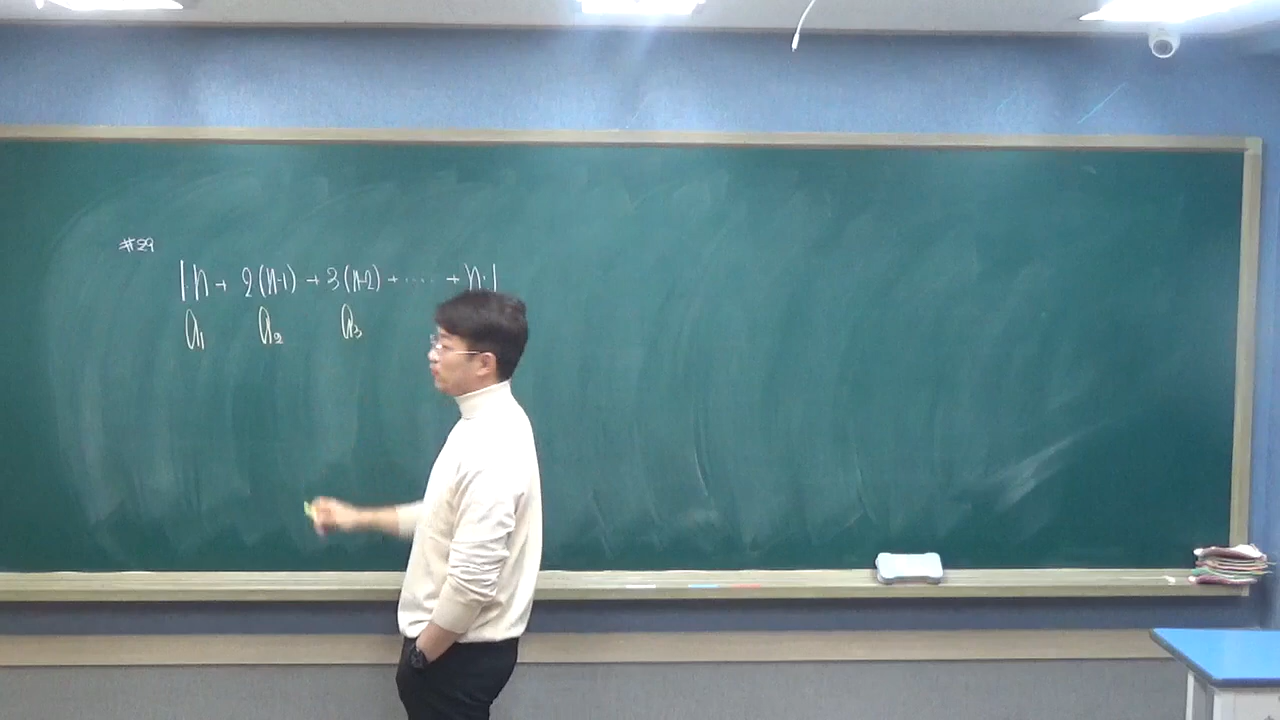 #29
1·n + 2(n-1) + 3(n-2) + ····· + n·1
a₁ a₂ a₃